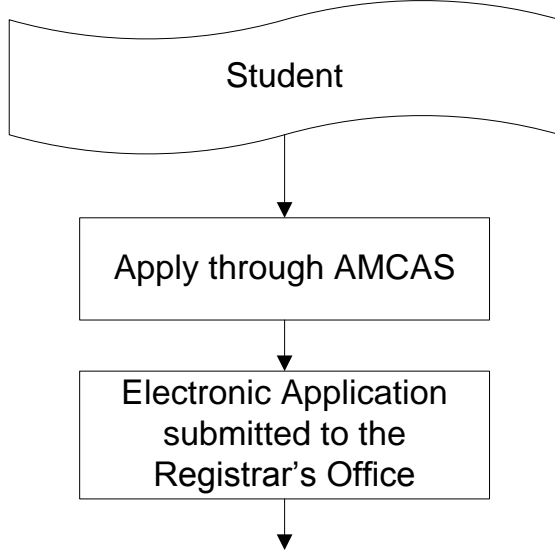 Student
Apply through AMCAS
Electronic Application
submitted to the
Registrar’s Office